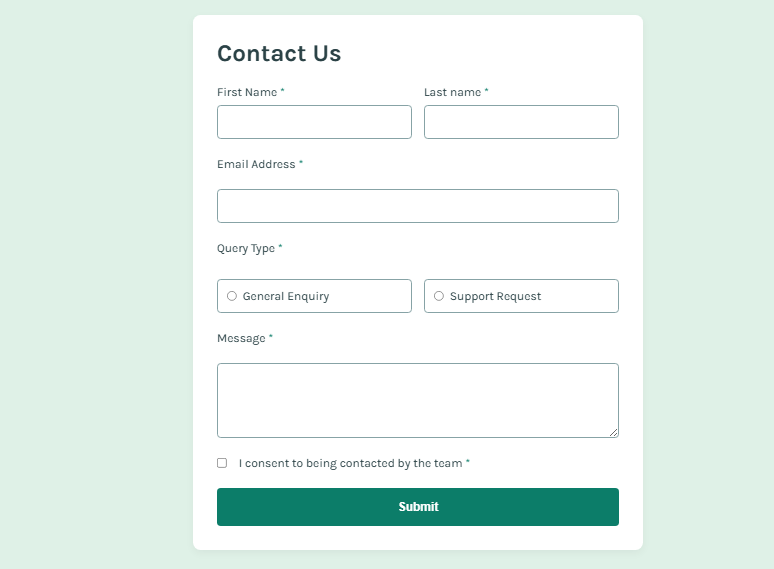 Contact Us
First Name * Last name *
Email Address *
Query Type *
General Enquiry Support Request
Message *
I consent to being contacted by the team *
Submit